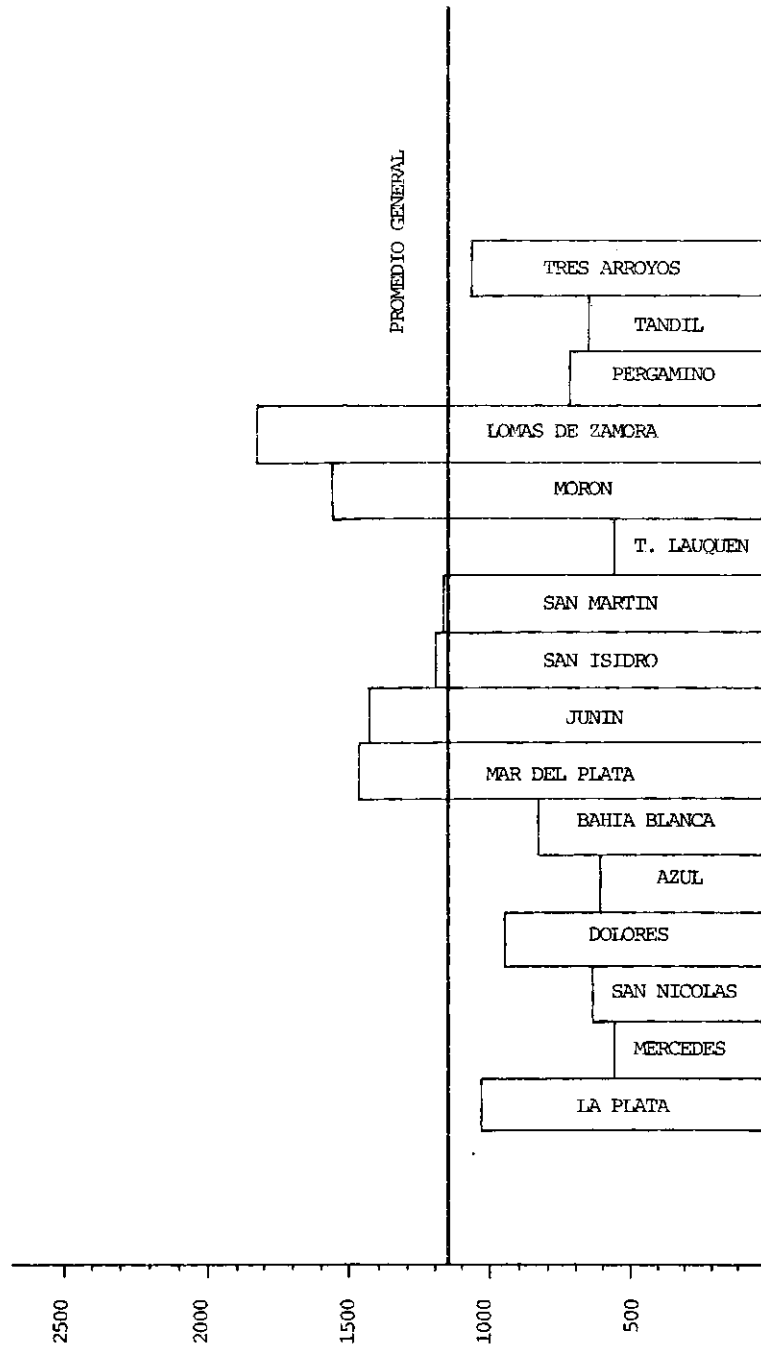 PROMEDIO GENERAL
TRES ARROYOS
TANDIL
PERGAMINO
LOMAS DE ZAMORA
MORON
T. LAUQUEN
SAN MARTIN
SAN ISIDRO
JUNIN
MAR DEL PLATA
BAHIA BLANCA
AZUL
DOLORES
SAN NICOLAS
MERCEDES
LA PLATA
2500
2000
1500
1000
500